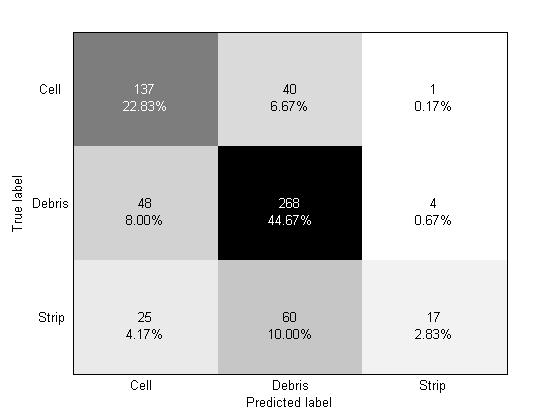 Cell
137
40
1
22.83%
6.67%
0.17%
True label
Debris
48
268
4
8.00%
44.67%
0.67%
Strip
25
60
17
4.17%
10.00%
2.83%
Cell
Debris
Strip
Predicted label